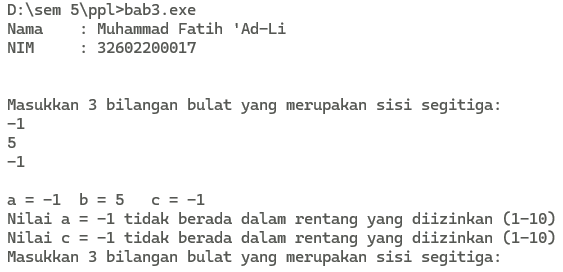 D:\sem 5\ppl>bab3.exe
Nama    : Muhammad Fatih 'Ad-Li
NIM     : 32602200017
Masukkan 3 bilangan bulat yang merupakan sisi segitiga:
-1
5
-1
a = -1  b = 5   c = -1
Nilai a = -1 tidak berada dalam rentang yang diizinkan (1-10)
Nilai c = -1 tidak berada dalam rentang yang diizinkan (1-10)
Masukkan 3 bilangan bulat yang merupakan sisi segitiga: